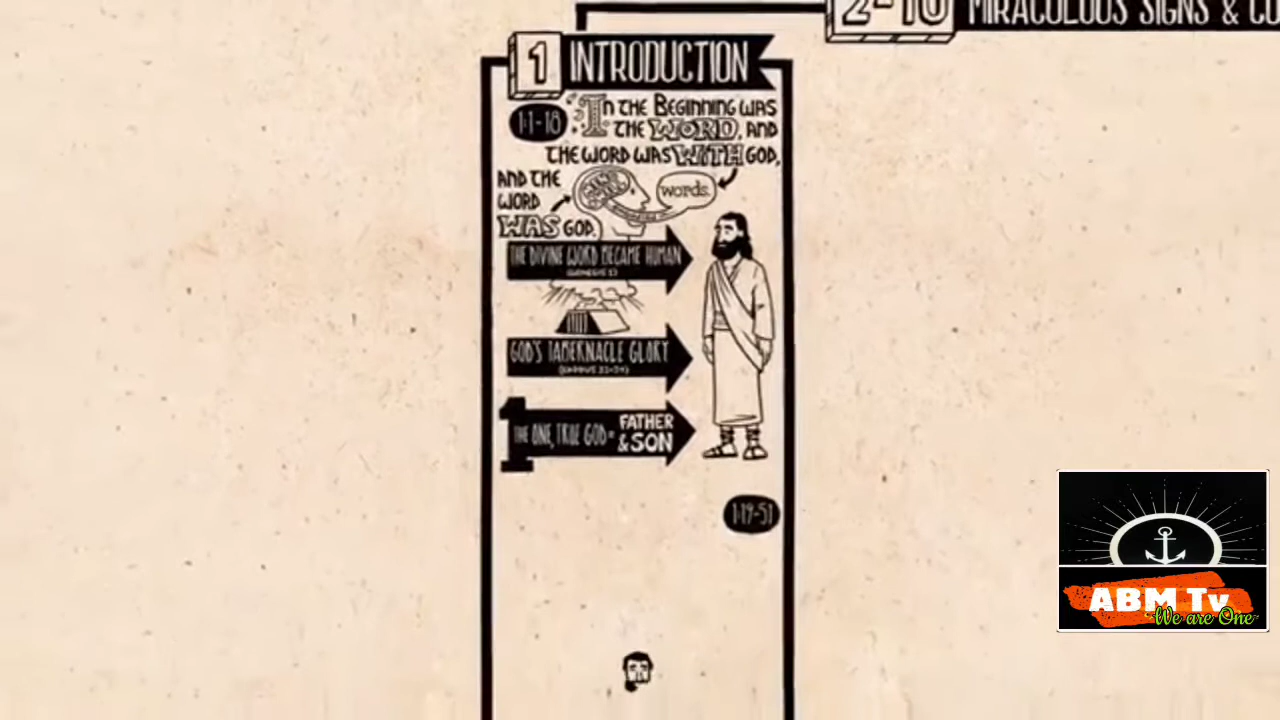 2-10 MIRACULOUS SIGNS & CO
1 INTRODUCTION
1:1-18
IN THE BEGINNING WAS
THE WORD, AND
THE WORD WAS WITH GOD,
AND THE
WORD
WAS GOD.
words.
THE DIVINE WORD BECAME HUMAN
(GENESIS 1)
GOD'S TABERNACLE GLORY
1 THE ONE, TRUE GOD =
FATHER
& SON
1:19-51
ABM Tv
We are One